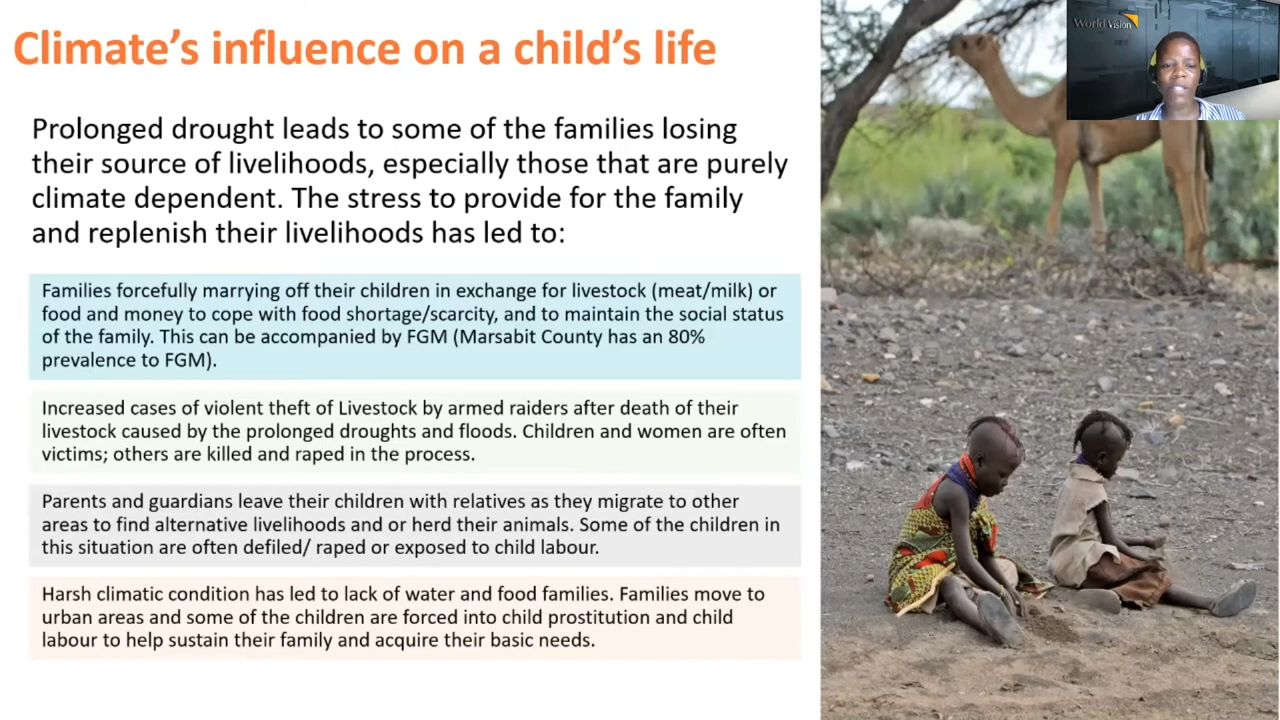 Climate’s influence on a child’s life
World Vision
Prolonged drought leads to some of the families losing
their source of livelihoods, especially those that are purely
climate dependent. The stress to provide for the family
and replenish their livelihoods has led to:
Families forcefully marrying off their children in exchange for livestock (meat/milk) or
food and money to cope with food shortage/scarcity, and to maintain the social status
of the family. This can be accompanied by FGM (Marsabit County has an 80%
prevalence to FGM).
Increased cases of violent theft of Livestock by armed raiders after death of their
livestock caused by the prolonged droughts and floods. Children and women are often
victims; others are killed and raped in the process.
Parents and guardians leave their children with relatives as they migrate to other
areas to find alternative livelihoods and or herd their animals. Some of the children in
this situation are often defiled/ raped or exposed to child labour.
Harsh climatic condition has led to lack of water and food families. Families move to
urban areas and some of the children are forced into child prostitution and child
labour to help sustain their family and acquire their basic needs.